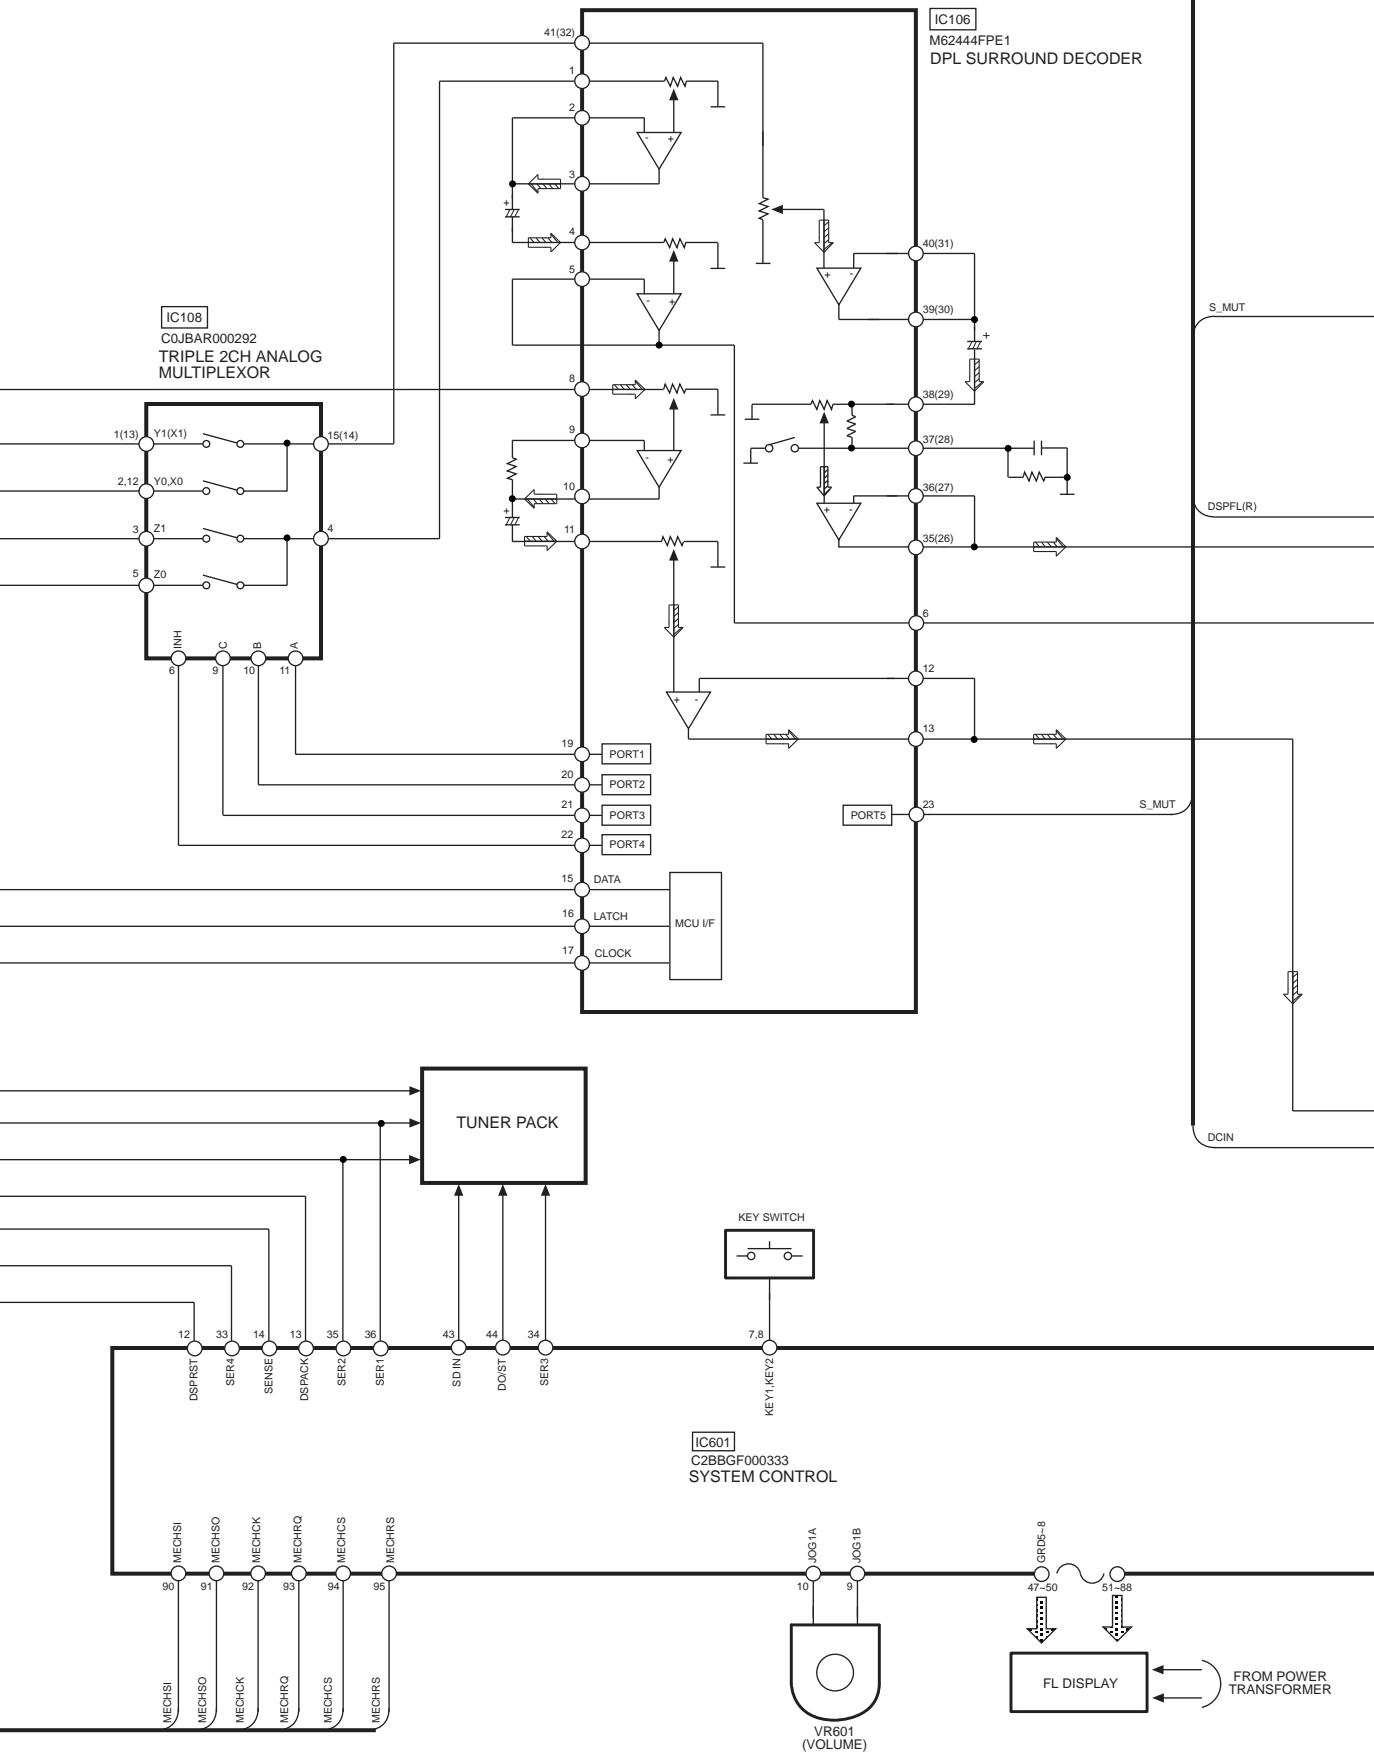 IC106
M62444FPE1
DPL SURROUND DECODER
41(32)
1
2
- +
3
+
4
5
- +
40(31)
+ -
39(30)
+
S_MUT
IC108
C0JBAR000292
TRIPLE 2CH ANALOG
MULTIPLEXOR
8
38(29)
1(13)
Y1(X1)
15(14)
9
- +
37(28)
2,12
Y0,X0
10
36(27)
+ -
DSPFL(R)
+
3
Z1
4
11
35(26)
5
Z0
6
INH
C
B
A
6
9
10
11
12
+ -
13
19
PORT1
20
PORT2
21
PORT3
22
PORT4
PORT5
23
S_MUT
15
DATA
16
LATCH
MCU I/F
17
CLOCK
TUNER PACK
DCIN
KEY SWITCH
12
33
14
13
35
36
43
44
34
7,8
DSPRST
SER4
SENSE
DSPACK
SER2
SER1
SD IN
DO/ST
SER3
KEY1,KEY2
IC601
C2BBGF000333
SYSTEM CONTROL
MECHSI
MECHSO
MECHCK
MECHRQ
MECHCS
MECHRS
JOG1A
JOG1B
GRD5~8
90
91
92
93
94
95
10
9
47~50
51~88
MECHSI
MECHSO
MECHCK
MECHRQ
MECHCS
MECHRS
FL DISPLAY
FROM POWER
TRANSFORMER
VR601
(VOLUME)